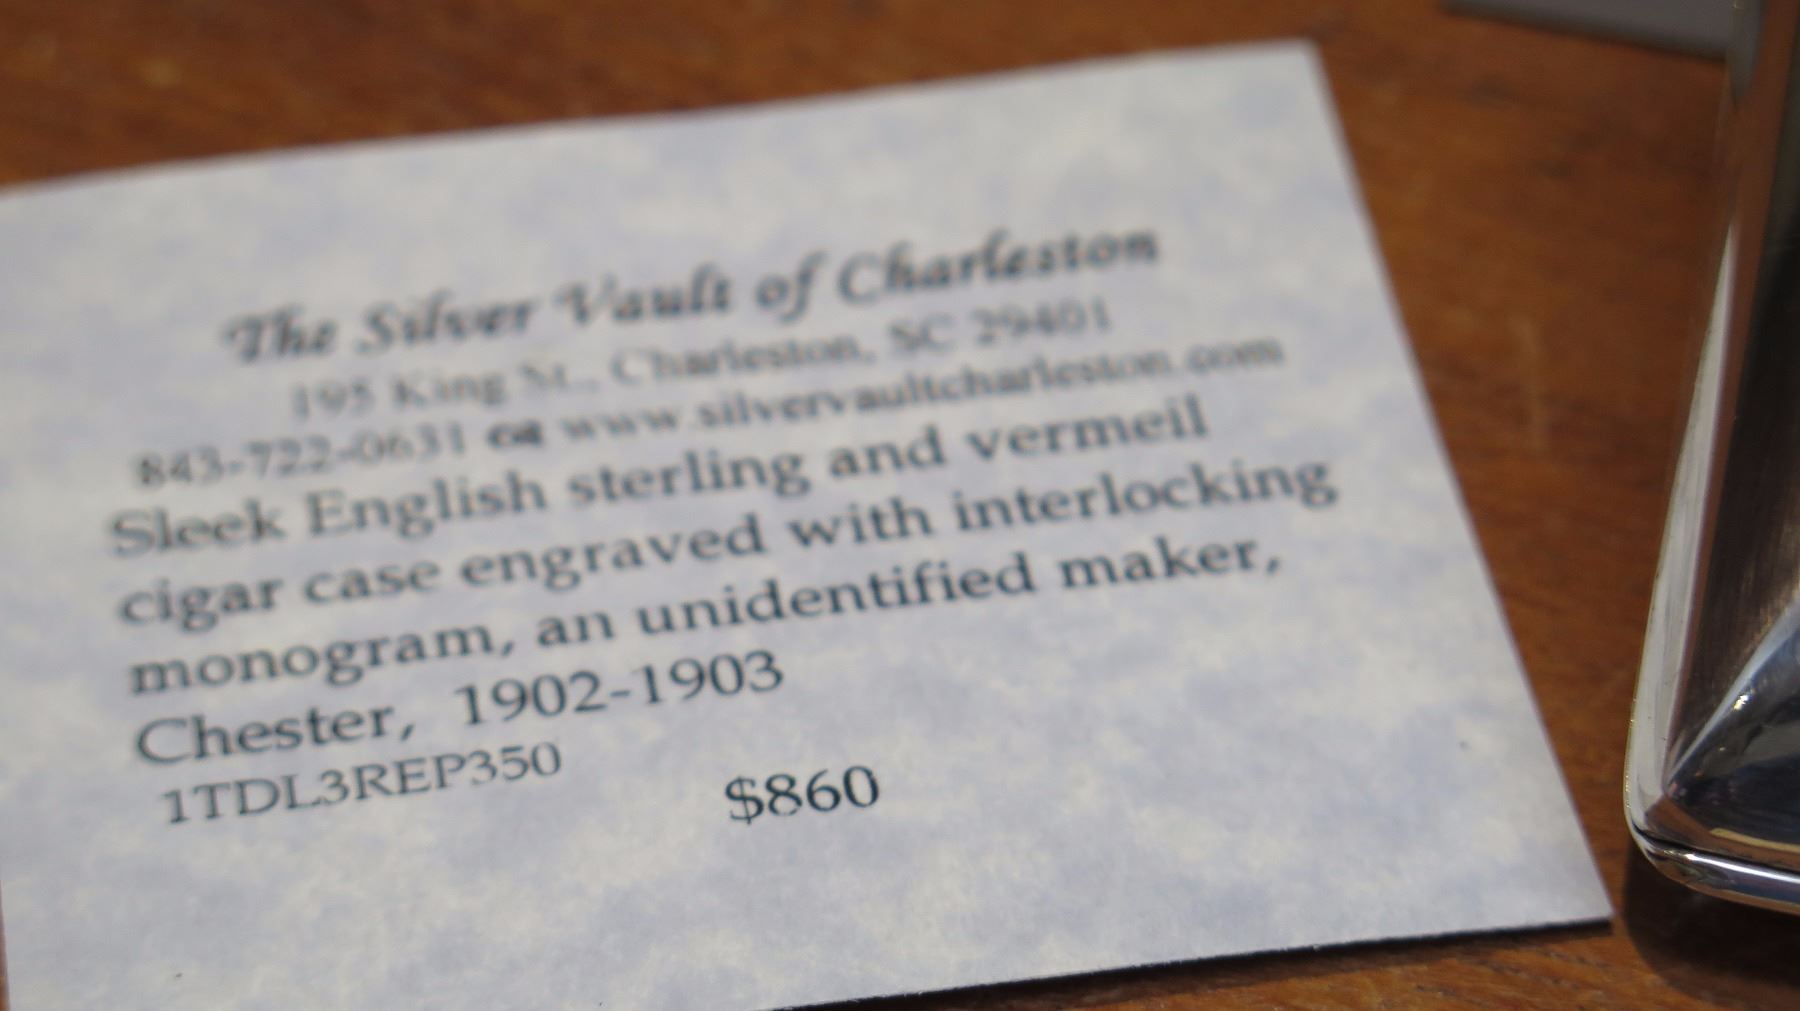 The Silver Vault of Charleston
195 King St., Charleston, SC 29401
843-722-0631 or www.silvervaultcharleston.com
Sleek English sterling and vermeil
cigar case engraved with interlocking
monogram, an unidentified maker,
Chester, 1902-1903
1TDL3REP350
$860